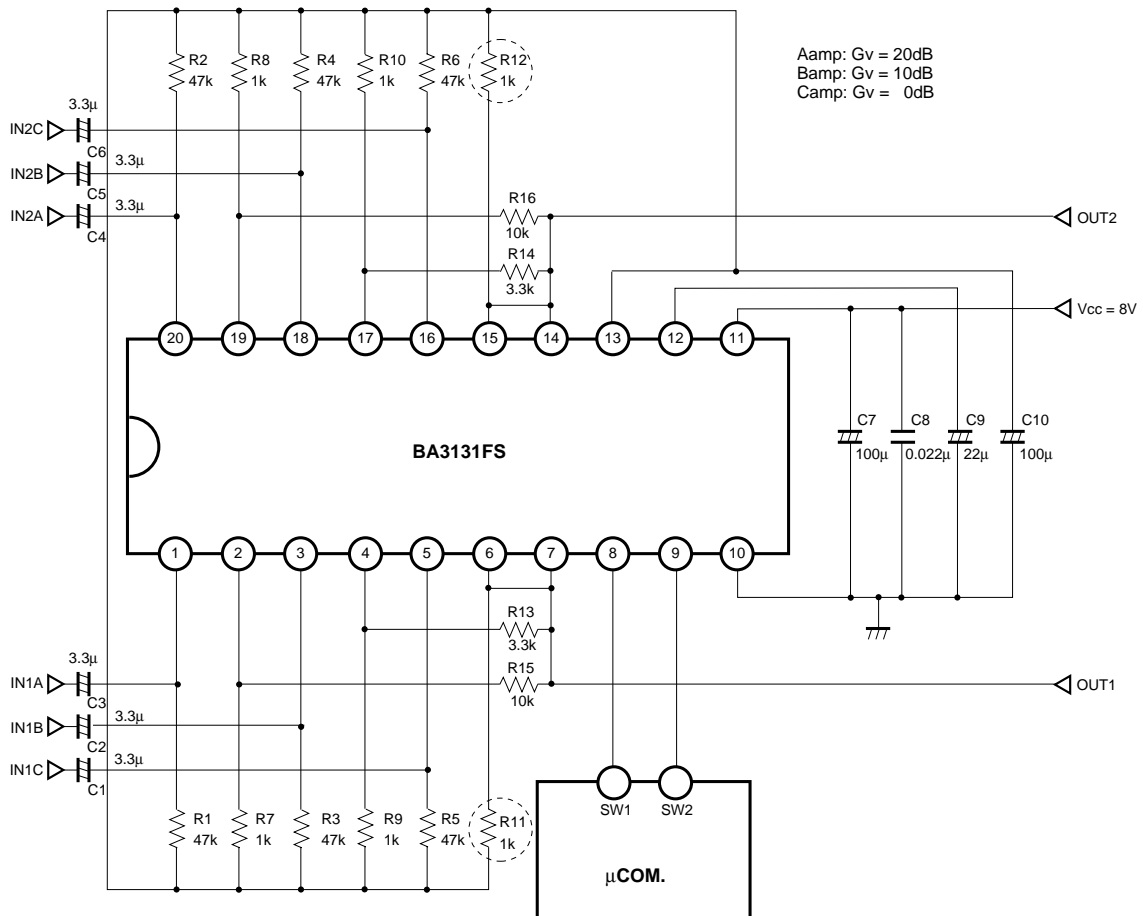 R2
47k
R8
1k
R4
47k
R10
1k
R6
47k
R12
1k
Aamp: Gv = 20dB
Bamp: Gv = 10dB
Camp: Gv = 0dB
3.3µ
IN2C
C6
3.3µ
IN2B
C5
3.3µ
IN2A
C4
R16
10k
OUT2
R14
3.3k
Vcc = 8V
20
19
18
17
16
15
14
13
12
11
BA3131FS
C7
100µ
C8
0.022µ
C9
22µ
C10
100µ
1
2
3
4
5
6
7
8
9
10
R13
3.3k
3.3µ
IN1A
C3
R15
10k
OUT1
3.3µ
IN1B
C2
3.3µ
IN1C
C1
SW1
SW2
R1
47k
R7
1k
R3
47k
R9
1k
R5
47k
R11
1k
µCOM.